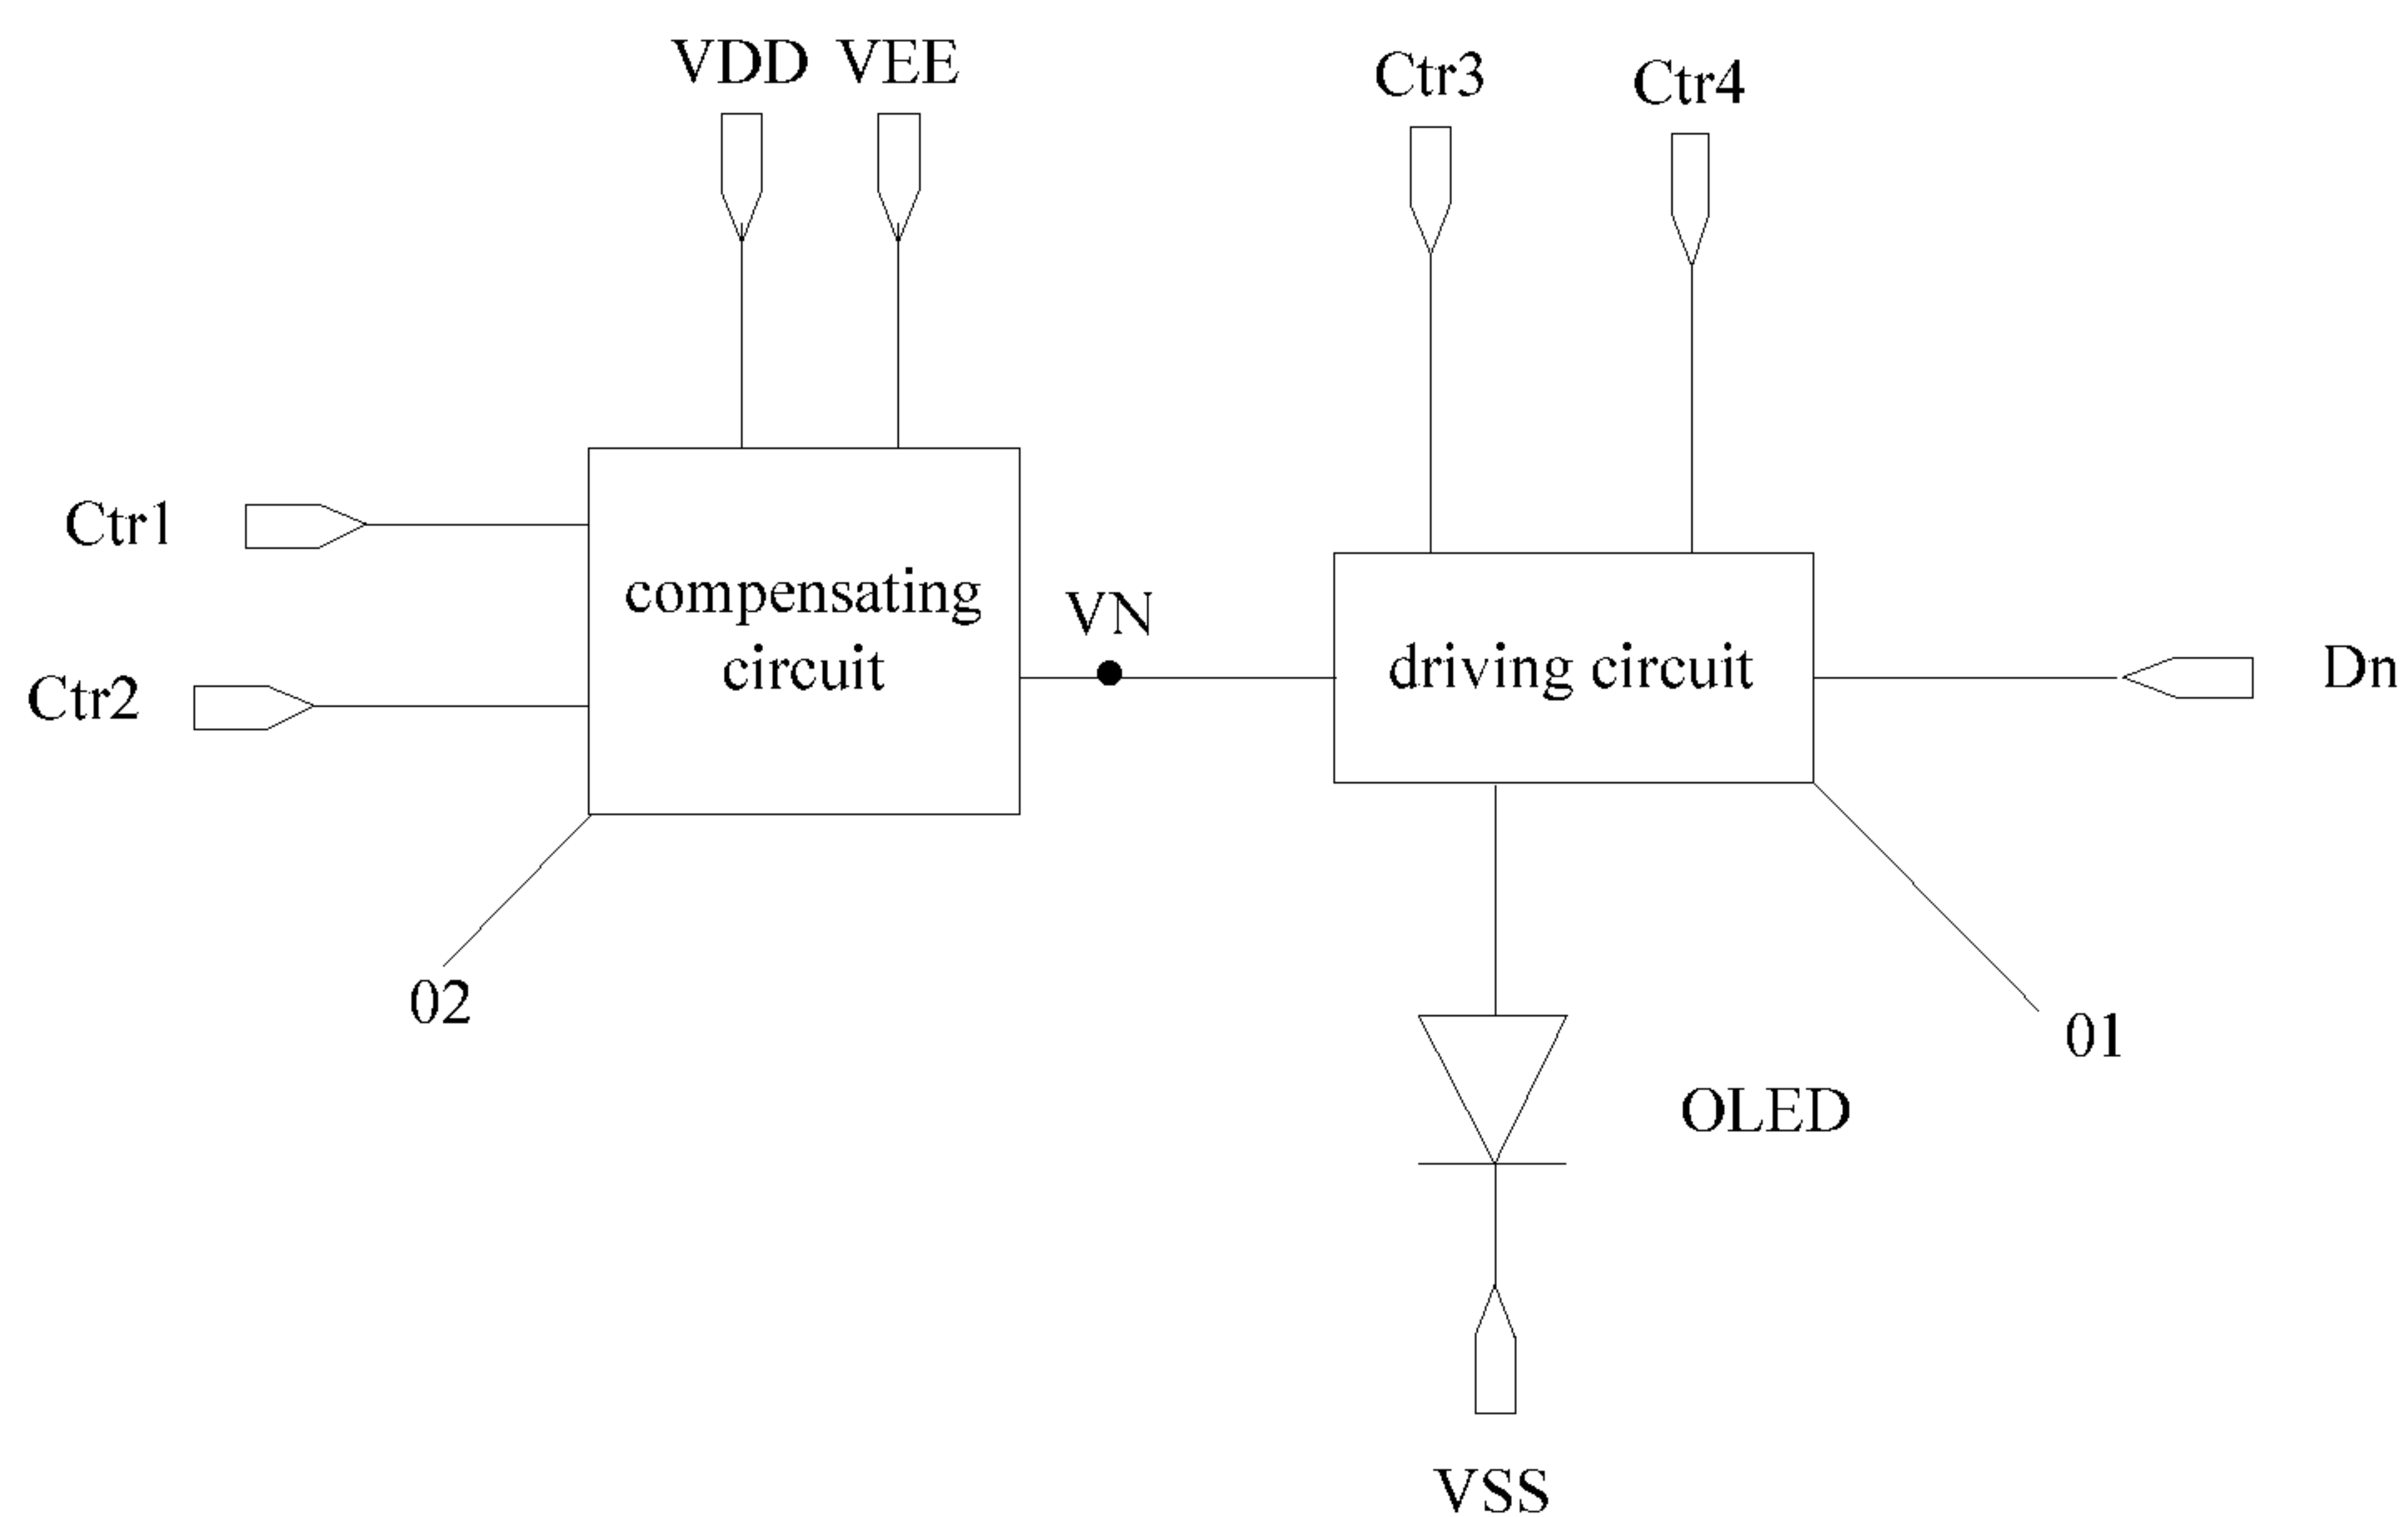 VDD VEE
Ctr3
Ctr4
Ctr1
compensating
circuit
VN
driving circuit
Dn
Ctr2
02
01
OLED
VSS